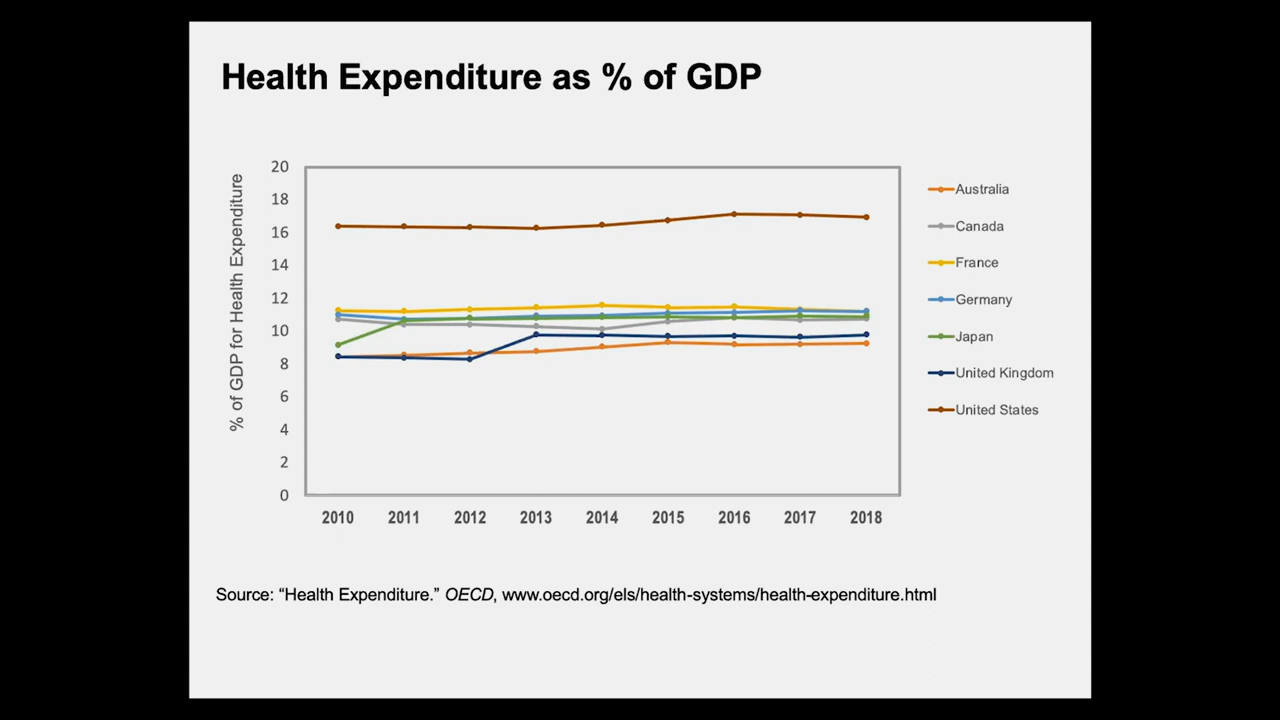 Health Expenditure as % of GDP
% of GDP for Health Expenditure
20
18
16
14
12
10
8
6
4
2
0
2010 2011 2012 2013 2014 2015 2016 2017 2018
Australia
Canada
France
Germany
Japan
United Kingdom
United States
Source: “Health Expenditure.” OECD, www.oecd.org/els/health-systems/health-expenditure.html